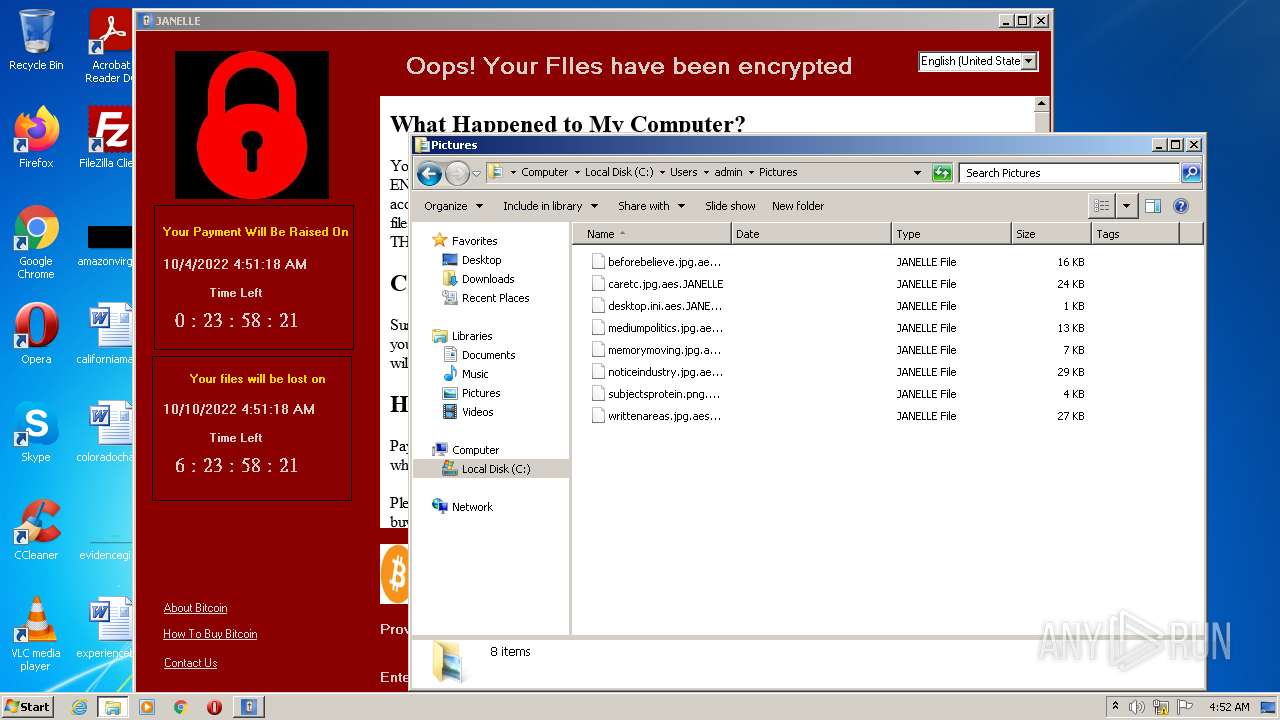 JANELLE
Recycle Bin
Acrobat
Reader D
Firefox
FileZilla Clie
Google
Chrome
amazonvirg
Opera
californiama
Skype
coloradocha
CCleaner
evidencegi
VLC media
player
experienceb
Oops! Your FIles have been encrypted
English (United State
Your Payment Will Be Raised On
10/4/2022 4:51:18 AM
Time Left
0 : 23 : 58 : 21
Your files will be lost on
10/10/2022 4:51:18 AM
Time Left
6 : 23 : 58 : 21
About Bitcoin
How To Buy Bitcoin
Contact Us
What Happened to My Computer?
Yo
EN
acc
file
TH
C
Su
you
wil
H
Pay
wh
Ple
buy
Prov
Ente
Pictures
Computer
Local Disk (C:)
Users
admin
Pictures
Search Pictures
Organize
Include in library
Share with
Slide show
New folder
Favorites
Desktop
Downloads
Recent Places
Libraries
Documents
Music
Pictures
Videos
Computer
Local Disk (C:)
Network
Name Date Type Size Tags
beforebelieve.jpg.ae... JANELLE File 16 KB
caretc.jpg.aes.JANELLE JANELLE File 24 KB
desktop.ini.aes.JANE... JANELLE File 1 KB
mediumpolitics.jpg.ae... JANELLE File 13 KB
memorymoving.jpg.a... JANELLE File 7 KB
noticeindustry.jpg.ae... JANELLE File 29 KB
subjectsprotein.png.... JANELLE File 4 KB
writtenareas.jpg.aes... JANELLE File 27 KB
8 items
ANY RUN
Start
4:52 AM